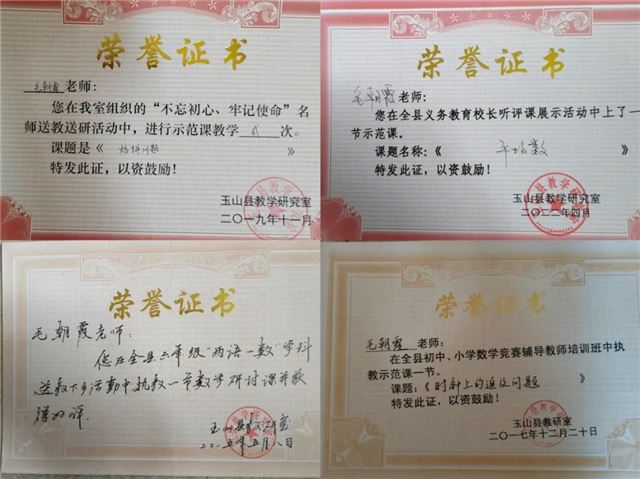 荣誉证书
毛朝霞老师:
您在我室组织的“不忘初心、牢记使命”名
师送教送研活动中,进行示范课教学 次。
课题是《 问题 》
特发此证,以资鼓励!
玉山县教学研究室
二〇一九年十一月
荣誉证书
毛朝霞老师:
您在全县义务教育校长听评课展示活动中上了一
节示范课。
课题名称:《 平均数 》
特发此证,以资鼓励!
玉山县教学研究室
二〇二二年四月
荣誉证书
毛朝霞老师:
您在全县六年级“两语一数”学科
送教下乡活动中执教一节数学研讨课并获
好评。
玉山县教研室
二〇一五年五月八日
荣誉证书
毛朝霞老师:
在全县初中、小学数学竞赛辅导教师培训班中执
教示范课一节。
课题:《时钟上的追及问题》
特发此证,以资鼓励!
玉山县教研室
二〇一七年十二月二十日